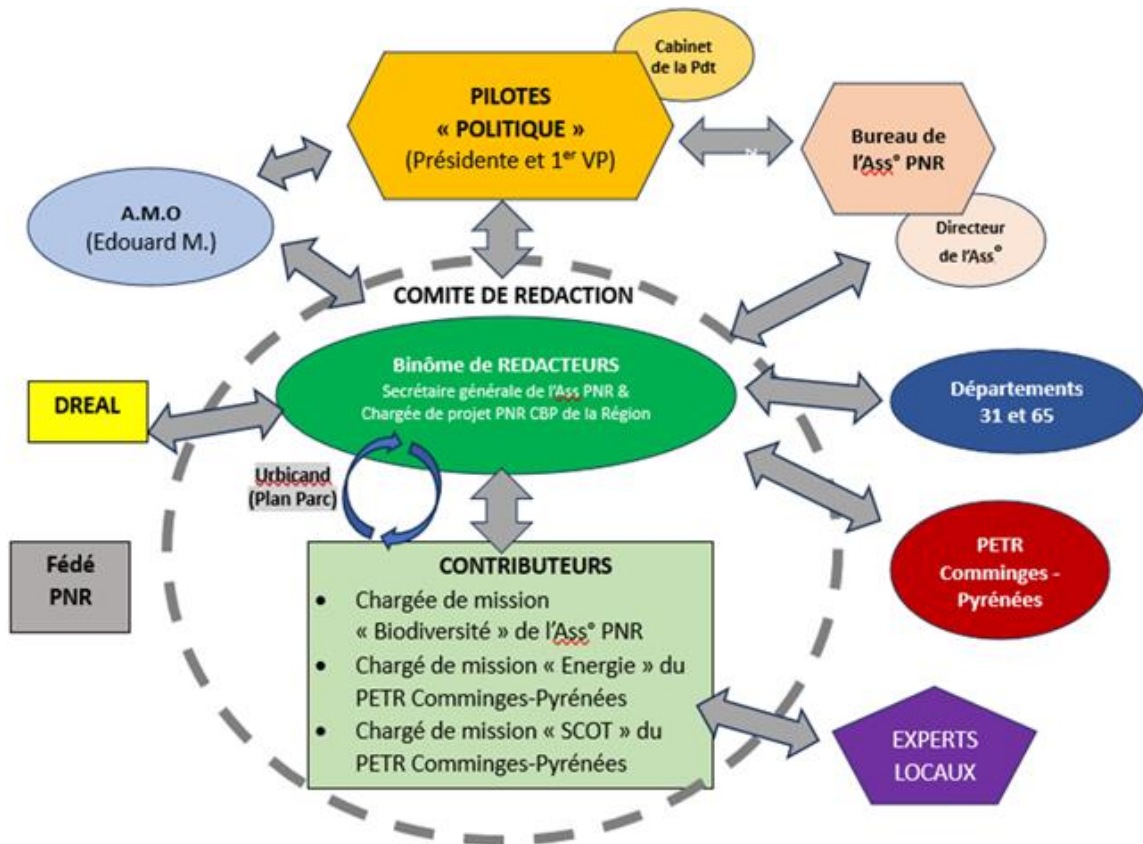 Cabinet
de la Pdt
PILOTES
« POLITIQUE »
(Présidente et 1er VP)
Bureau de
l'Ass° PNR
Directeur
de l'Ass°
A.M.O
(Edouard M.)
COMITE DE REDACTION
Binôme de REDACTEURS
Secrétaire générale de l'Ass PNR &
Chargée de projet PNR CBP de la Région
DREAL
Départements
31 et 65
Urbicand
(Plan Parc)
Fédé
PNR
PETR
Comminges -
Pyrénées
CONTRIBUTEURS
• Chargée de mission
« Biodiversité » de l'Ass° PNR
• Chargé de mission « Energie » du
PETR Comminges-Pyrénées
• Chargé de mission « SCOT » du
PETR Comminges-Pyrénées
EXPERTS
LOCAUX